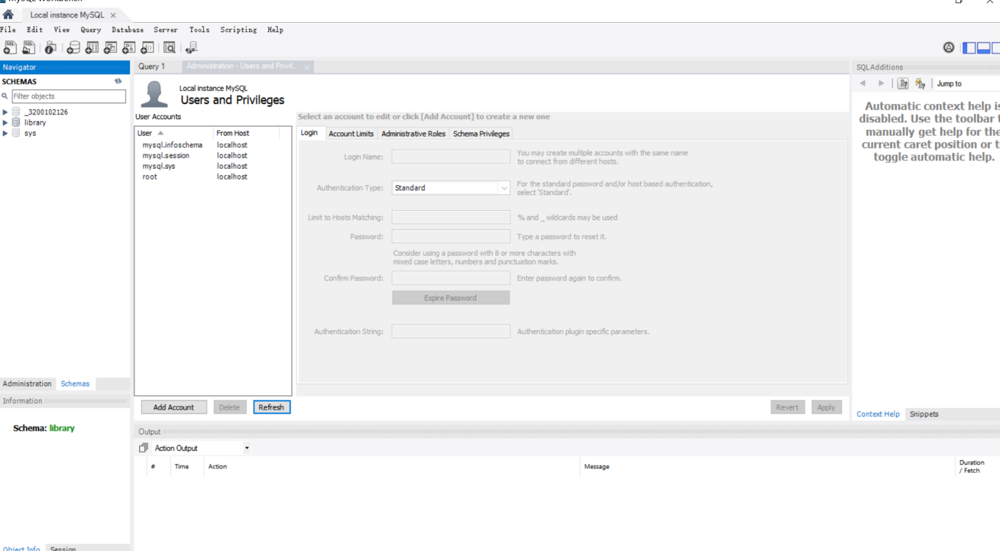 MySQL Workbench
Local instance MySQL
File Edit View Query Database Server Tools Scripting Help
Navigator
SCHEMAS
Filter objects
_3200102126
library
sys
Administration Schemas
Information
Schema: library
Object Info Session
Query 1 Administration - Users and Privil...
Local instance MySQL
Users and Privileges
User Accounts
User From Host
mysql.infoschema localhost
mysql.session localhost
mysql.sys localhost
root localhost
Add Account Delete Refresh
Select an account to edit or click [Add Account] to create a new one
Login Account Limits Administrative Roles Schema Privileges
Login Name: You may create multiple accounts with the same name
to connect from different hosts.
Authentication Type: Standard For the standard password and/or host based authentication,
select 'Standard'.
Limit to Hosts Matching: % and _ wildcards may be used
Password: Type a password to reset it.
Consider using a password with 8 or more characters with
mixed case letters, numbers and punctuation marks.
Confirm Password: Enter password again to confirm.
Expire Password
Authentication String: Authentication plugin specific parameters.
Revert Apply
Output
Action Output
# Time Action Message Duration
/ Fetch
SQLAdditions
Jump to
Automatic context help is
disabled. Use the toolbar t
manually get help for the
current caret position or t
toggle automatic help.
Context Help Snippets